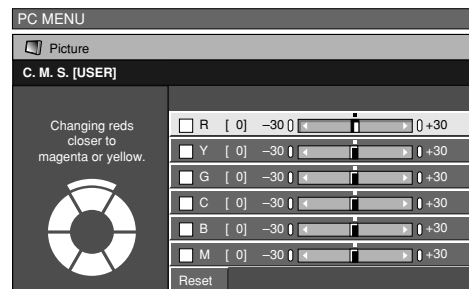 PC MENU
Picture
C. M. S. [USER]
Changing reds
closer to
magenta or yellow.
R [ 0] –30 +30
Y [ 0] –30 +30
G [ 0] –30 +30
C [ 0] –30 +30
B [ 0] –30 +30
M [ 0] –30 +30
Reset